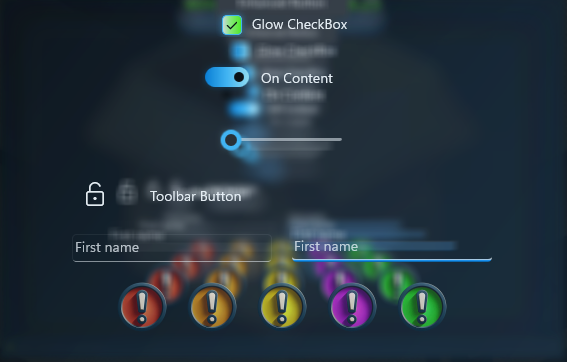 Glow CheckBox
On Content
Toolbar Button
First name
First name